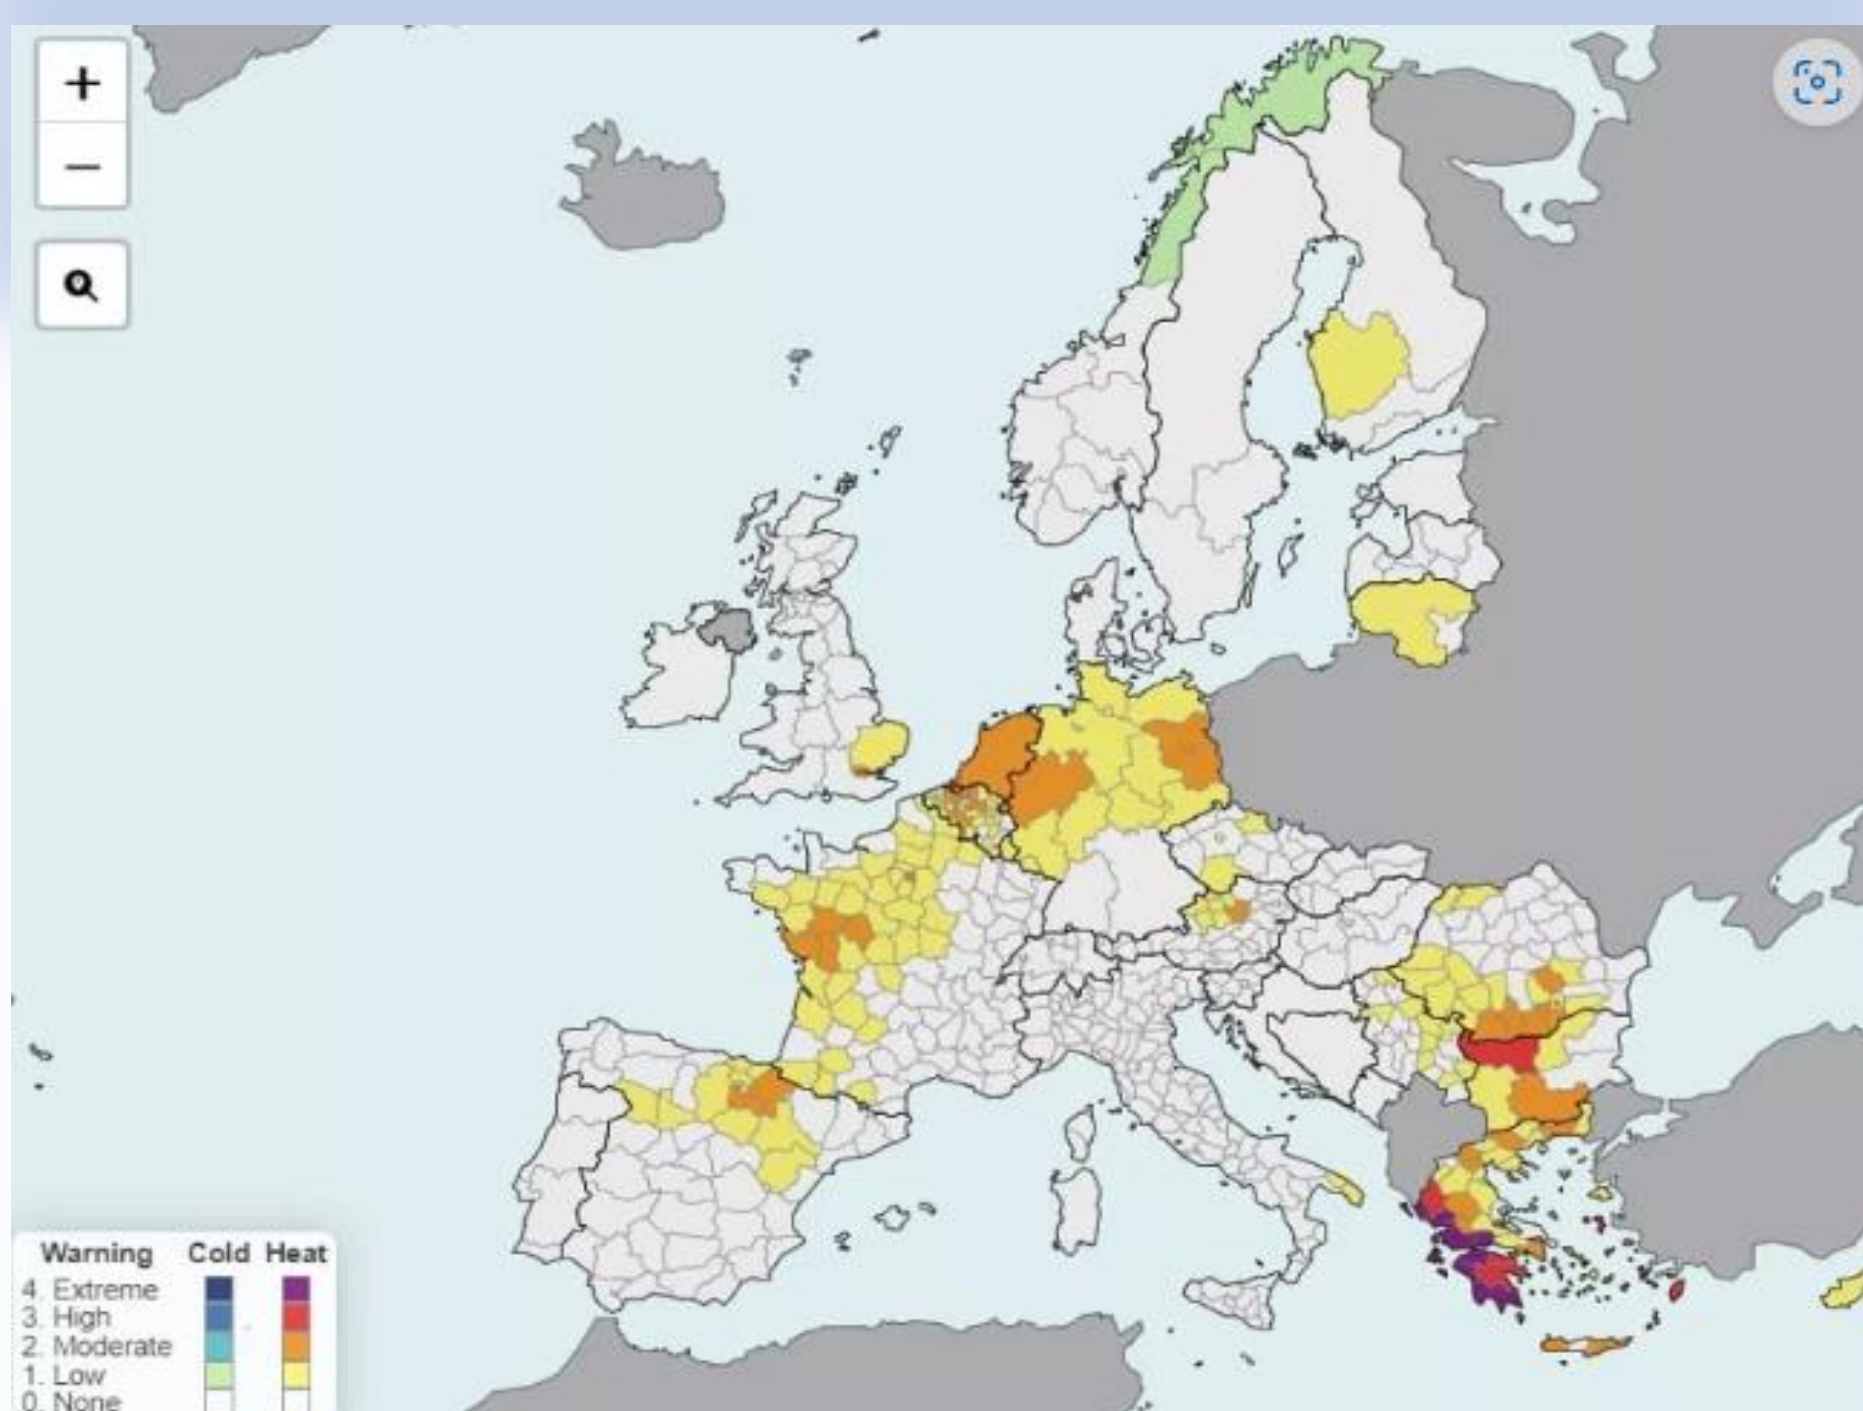 +
−
Warning Cold Heat
4. Extreme
3. High
2. Moderate
1. Low
0. None